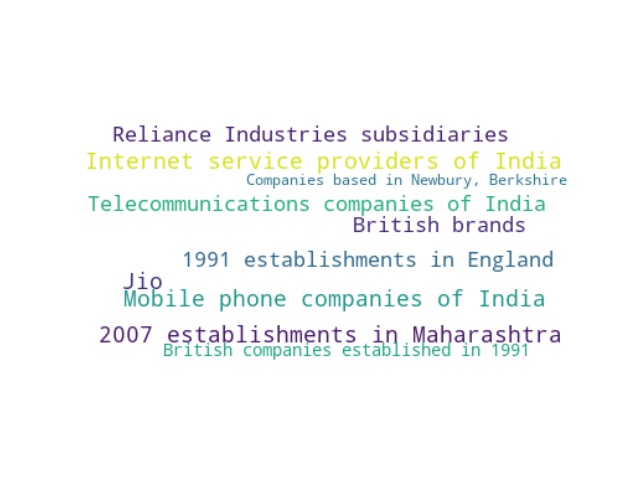 Reliance Industries subsidiaries
Internet service providers of India
Companies based in Newbury, Berkshire
Telecommunications companies of India
British brands
1991 establishments in England
Jio
Mobile phone companies of India
2007 establishments in Maharashtra
British companies established in 1991